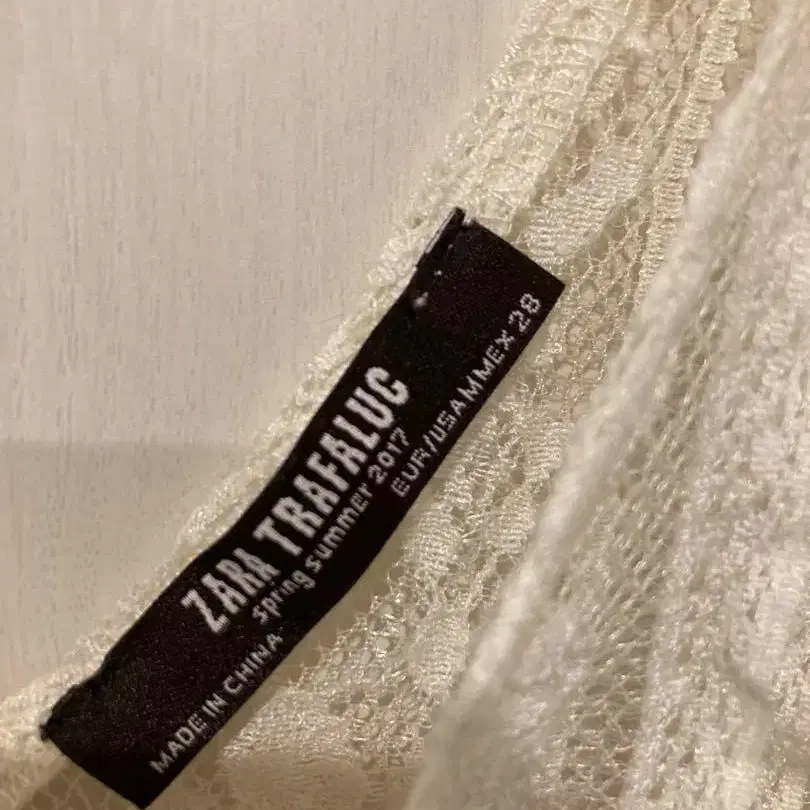 ZARA TRAFALUC
spring summer 2017
EUR/USAMMEX 28
MADE IN CHINA